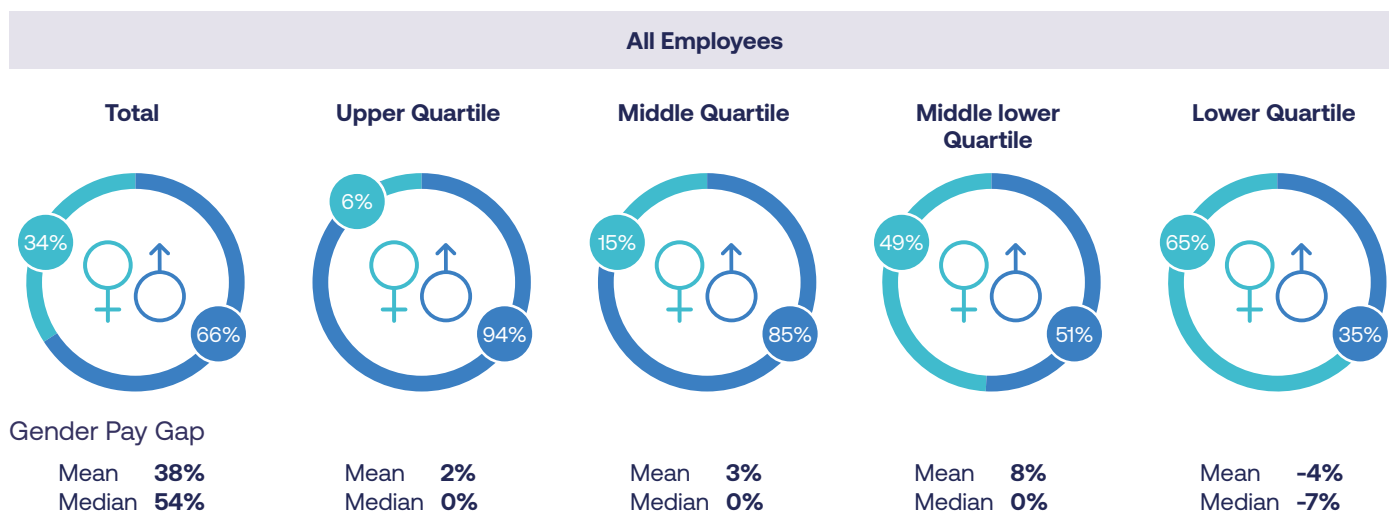 All Employees
Total
Upper Quartile
Middle Quartile
Middle lower
Quartile
Lower Quartile
34%
66%
6%
94%
15%
85%
49%
51%
65%
35%
Gender Pay Gap
Mean 38%
Median 54%
Mean 2%
Median 0%
Mean 3%
Median 0%
Mean 8%
Median 0%
Mean -4%
Median -7%